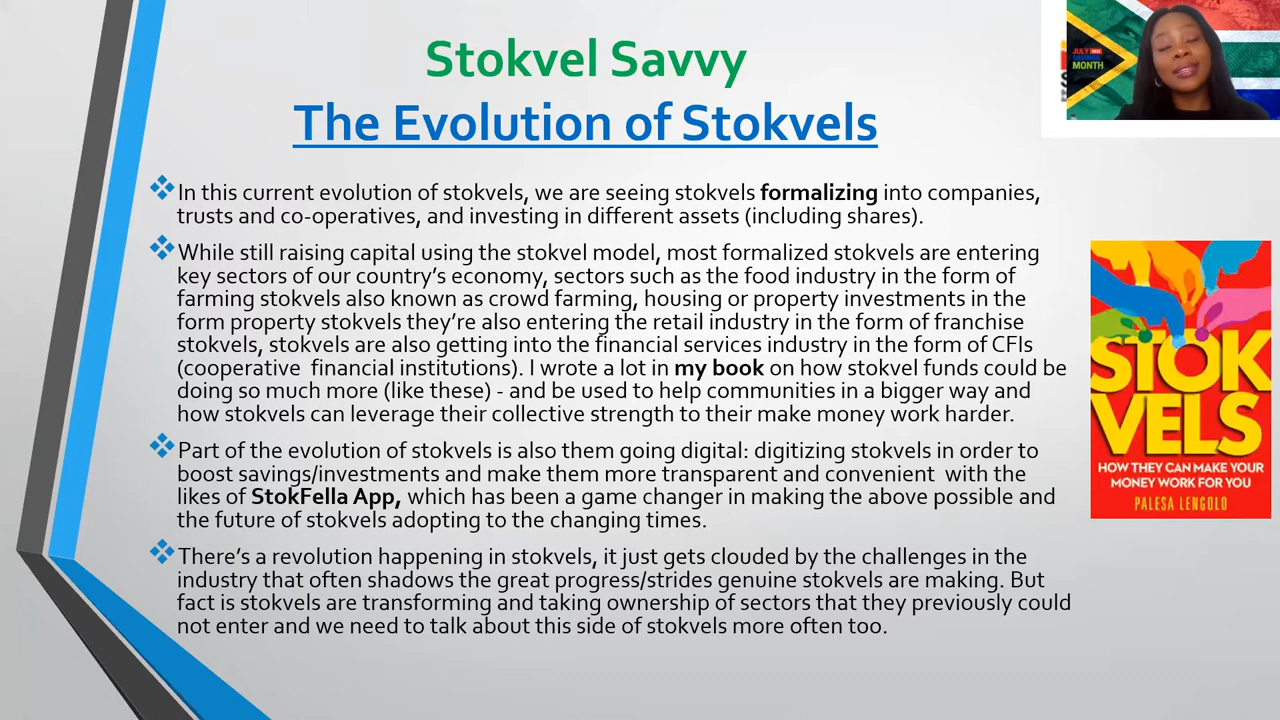 Stokvel Savvy
The Evolution of Stokvels
In this current evolution of stokvels, we are seeing stokvels formalizing into companies,
trusts and co-operatives, and investing in different assets (including shares).
While still raising capital using the stokvel model, most formalized stokvels are entering
key sectors of our country's economy, sectors such as the food industry in the form of
farming stokvels also known as crowd farming, housing or property investments in the
form property stokvels they're also entering the retail industry in the form of franchise
stokvels, stokvels are also getting into the financial services industry in the form of CFIs
(cooperative financial institutions). I wrote a lot in my book on how stokvel funds could be
doing so much more (like these) - and be used to help communities in a bigger way and
how stokvels can leverage their collective strength to their make money work harder.
Part of the evolution of stokvels is also them going digital: digitizing stokvels in order to
boost savings/investments and make them more transparent and convenient with the
likes of StokFella App, which has been a game changer in making the above possible and
the future of stokvels adopting to the changing times.
There's a revolution happening in stokvels, it just gets clouded by the challenges in the
industry that often shadows the great progress/strides genuine stokvels are making. But
fact is stokvels are transforming and taking ownership of sectors that they previously could
not enter and we need to talk about this side of stokvels more often too.
JULY
SAVINGS
MONTH
STOK
VELS
HOW THEY CAN MAKE YOUR
MONEY WORK FOR YOU
PALESA LENGOLO